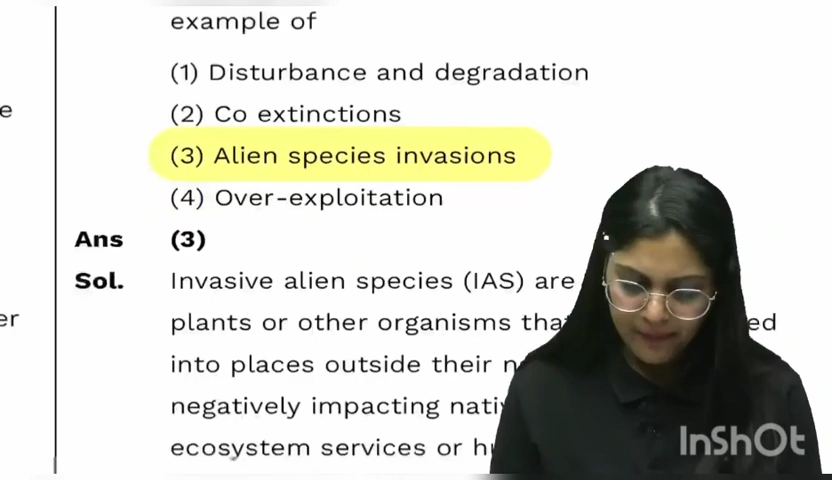 example of
(1) Disturbance and degradation
e
(2) Co extinctions
(3) Alien species invasions
(4) Over-exploitation
Ans (3)
Sol. Invasive alien species (IAS) are
er plants or other organisms tha ed
into places outside their n
negatively impacting nati
ecosystem services or h
InShOt